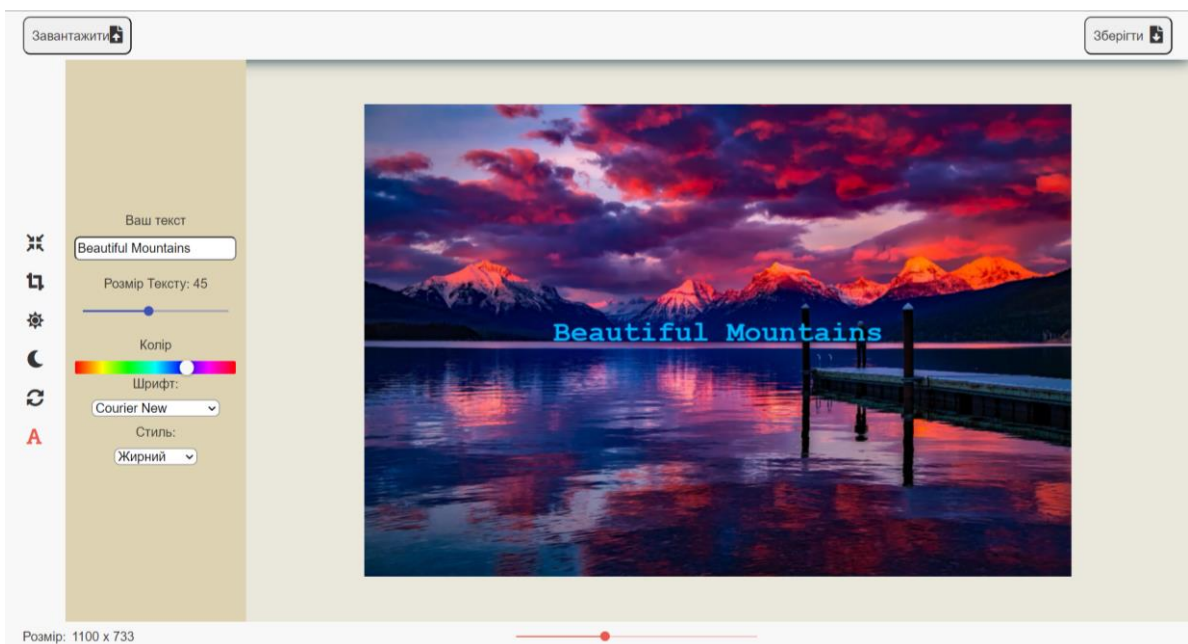 Завантажити
Зберігти
Ваш текст
Beautiful Mountains
Розмір Тексту: 45
Колір
Шрифт:
Courier New
Стиль:
Жирний
Beautiful Mountains
A
Розмір: 1100 x 733